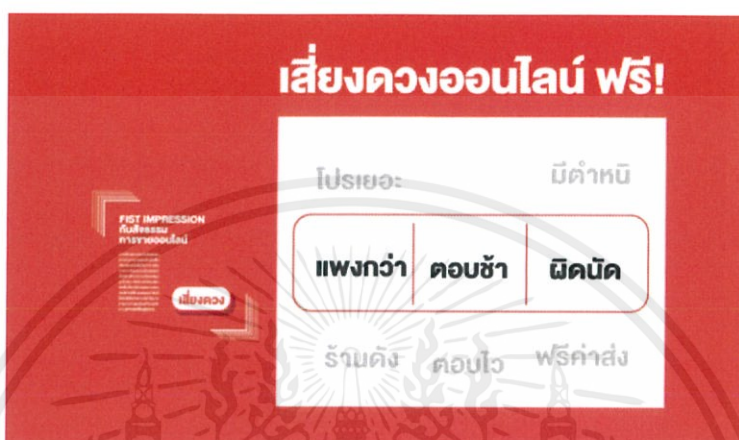 เสี่ยงดวงออนไลน์ ฟรี!
โปรเยอะ มีตำหนิ
FIST IMPRESSION
กับสัจธรรม
การขายออนไลน์
แพงกว่า ตอบช้า ผิดนัด
เสี่ยงดวง
ร้านดัง ตอบไว ฟรีค่าส่ง